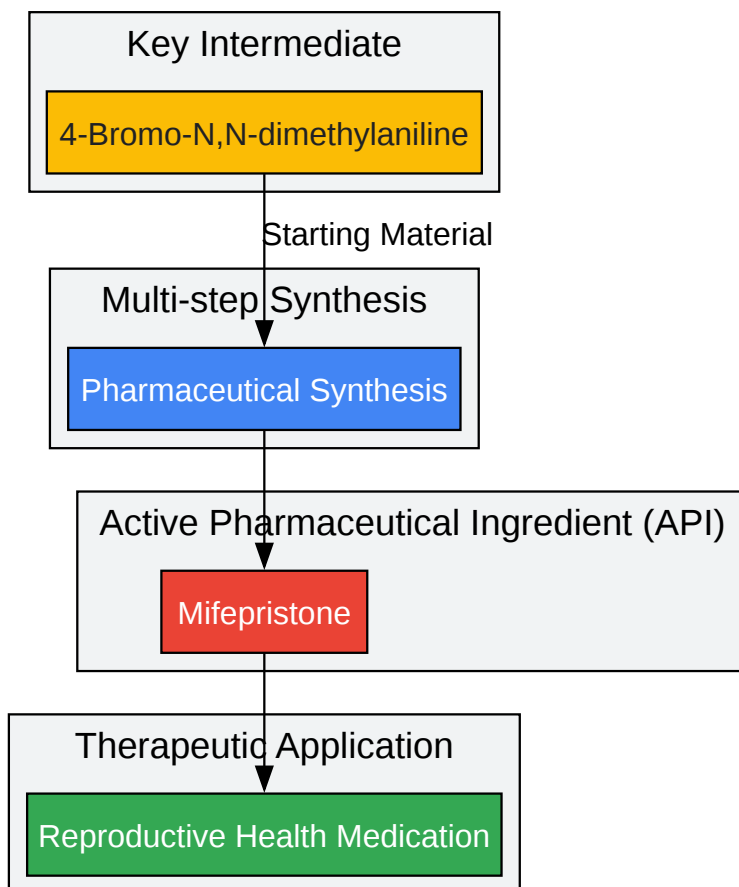 Key Intermediate
4-Bromo-N,N-dimethylaniline
Starting Material
Multi-step Synthesis
Pharmaceutical Synthesis
Active Pharmaceutical Ingredient (API)
Mifepristone
Therapeutic Application
Reproductive Health Medication